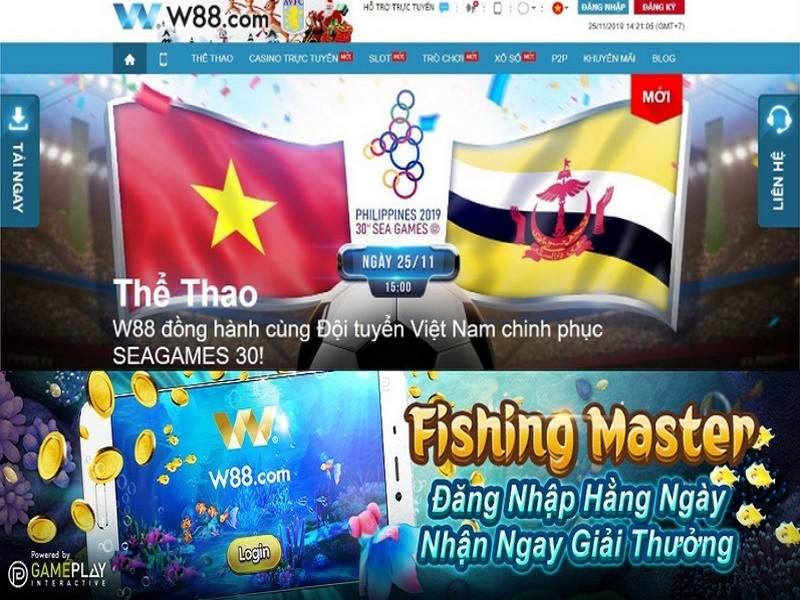 W88.com
HỖ TRỢ TRỰC TUYẾN
ĐĂNG NHẬP
ĐĂNG KÝ
AVFC
25/11/2019 14:21:05 (GMT+7)
THỂ THAO
CASINO TRỰC TUYẾN MỚI
SLOT MỚI
TRÒ CHƠI MỚI
XỔ SỐ MỚI
P2P
KHUYẾN MÃI
BLOG
MỚI
TẢI NGAY
LIÊN HỆ
PHILIPPINES 2019
30TH SEA GAMES
NGÀY 25/11
15:00
Thể Thao
W88 đồng hành cùng Đội tuyển Việt Nam chinh phục
SEAGAMES 30!
W88.com
Login
Fishing Master
Đăng Nhập Hằng Ngày
Nhận Ngay Giải Thưởng
Powered by
GAMEPLAY
INTERACTIVE